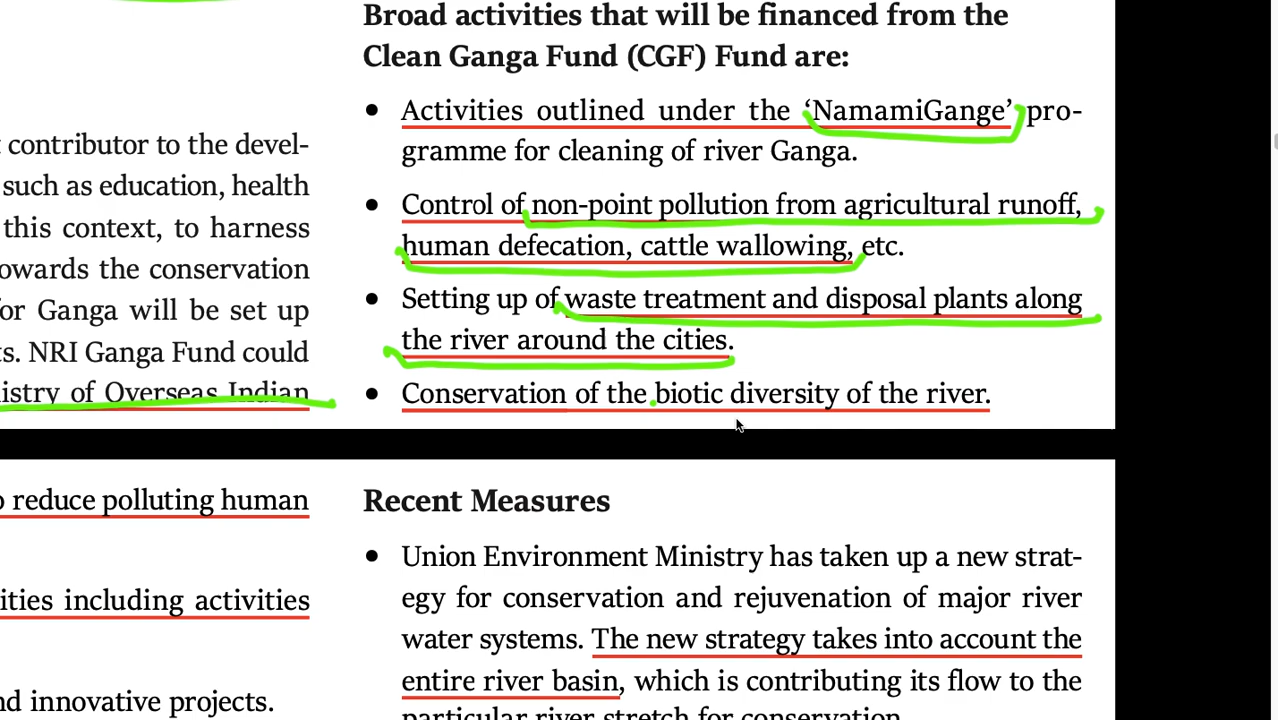 contributor to the devel-
such as education, health
this context, to harness
owards the conservation
for Ganga will be set up
ts. NRI Ganga Fund could
istry of Overseas Indian
Broad activities that will be financed from the
Clean Ganga Fund (CGF) Fund are:
• Activities outlined under the ‘NamamiGange’ pro-
gramme for cleaning of river Ganga.
• Control of non-point pollution from agricultural runoff,
human defecation, cattle wallowing, etc.
• Setting up of waste treatment and disposal plants along
the river around the cities.
• Conservation of the biotic diversity of the river.
o reduce polluting human
ities including activities
nd innovative projects.
Recent Measures
• Union Environment Ministry has taken up a new strat-
egy for conservation and rejuvenation of major river
water systems. The new strategy takes into account the
entire river basin, which is contributing its flow to the
particular river stretch for conservation.